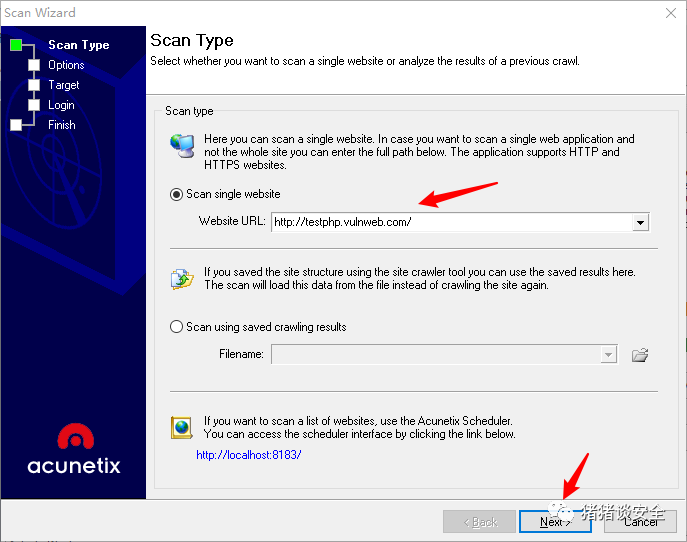 Scan Wizard
Scan Type
Options
Target
Login
Finish
Scan Type
Select whether you want to scan a single website or analyze the results of a previous crawl.
Scan type
Here you can scan a single website. In case you want to scan a single web application and
not the whole site you can enter the full path below. The application supports HTTP and
HTTPS websites.
Scan single website
Website URL: http://testphp.vulnweb.com/
If you saved the site structure using the site crawler tool you can use the saved results here.
The scan will load this data from the file instead of crawling the site again.
Scan using saved crawling results
Filename:
If you want to scan a list of websites, use the Acunetix Scheduler.
You can access the scheduler interface by clicking the link below.
http://localhost:8183/
acunetix
< Back
Next >
Cancel
猪猪谈安全